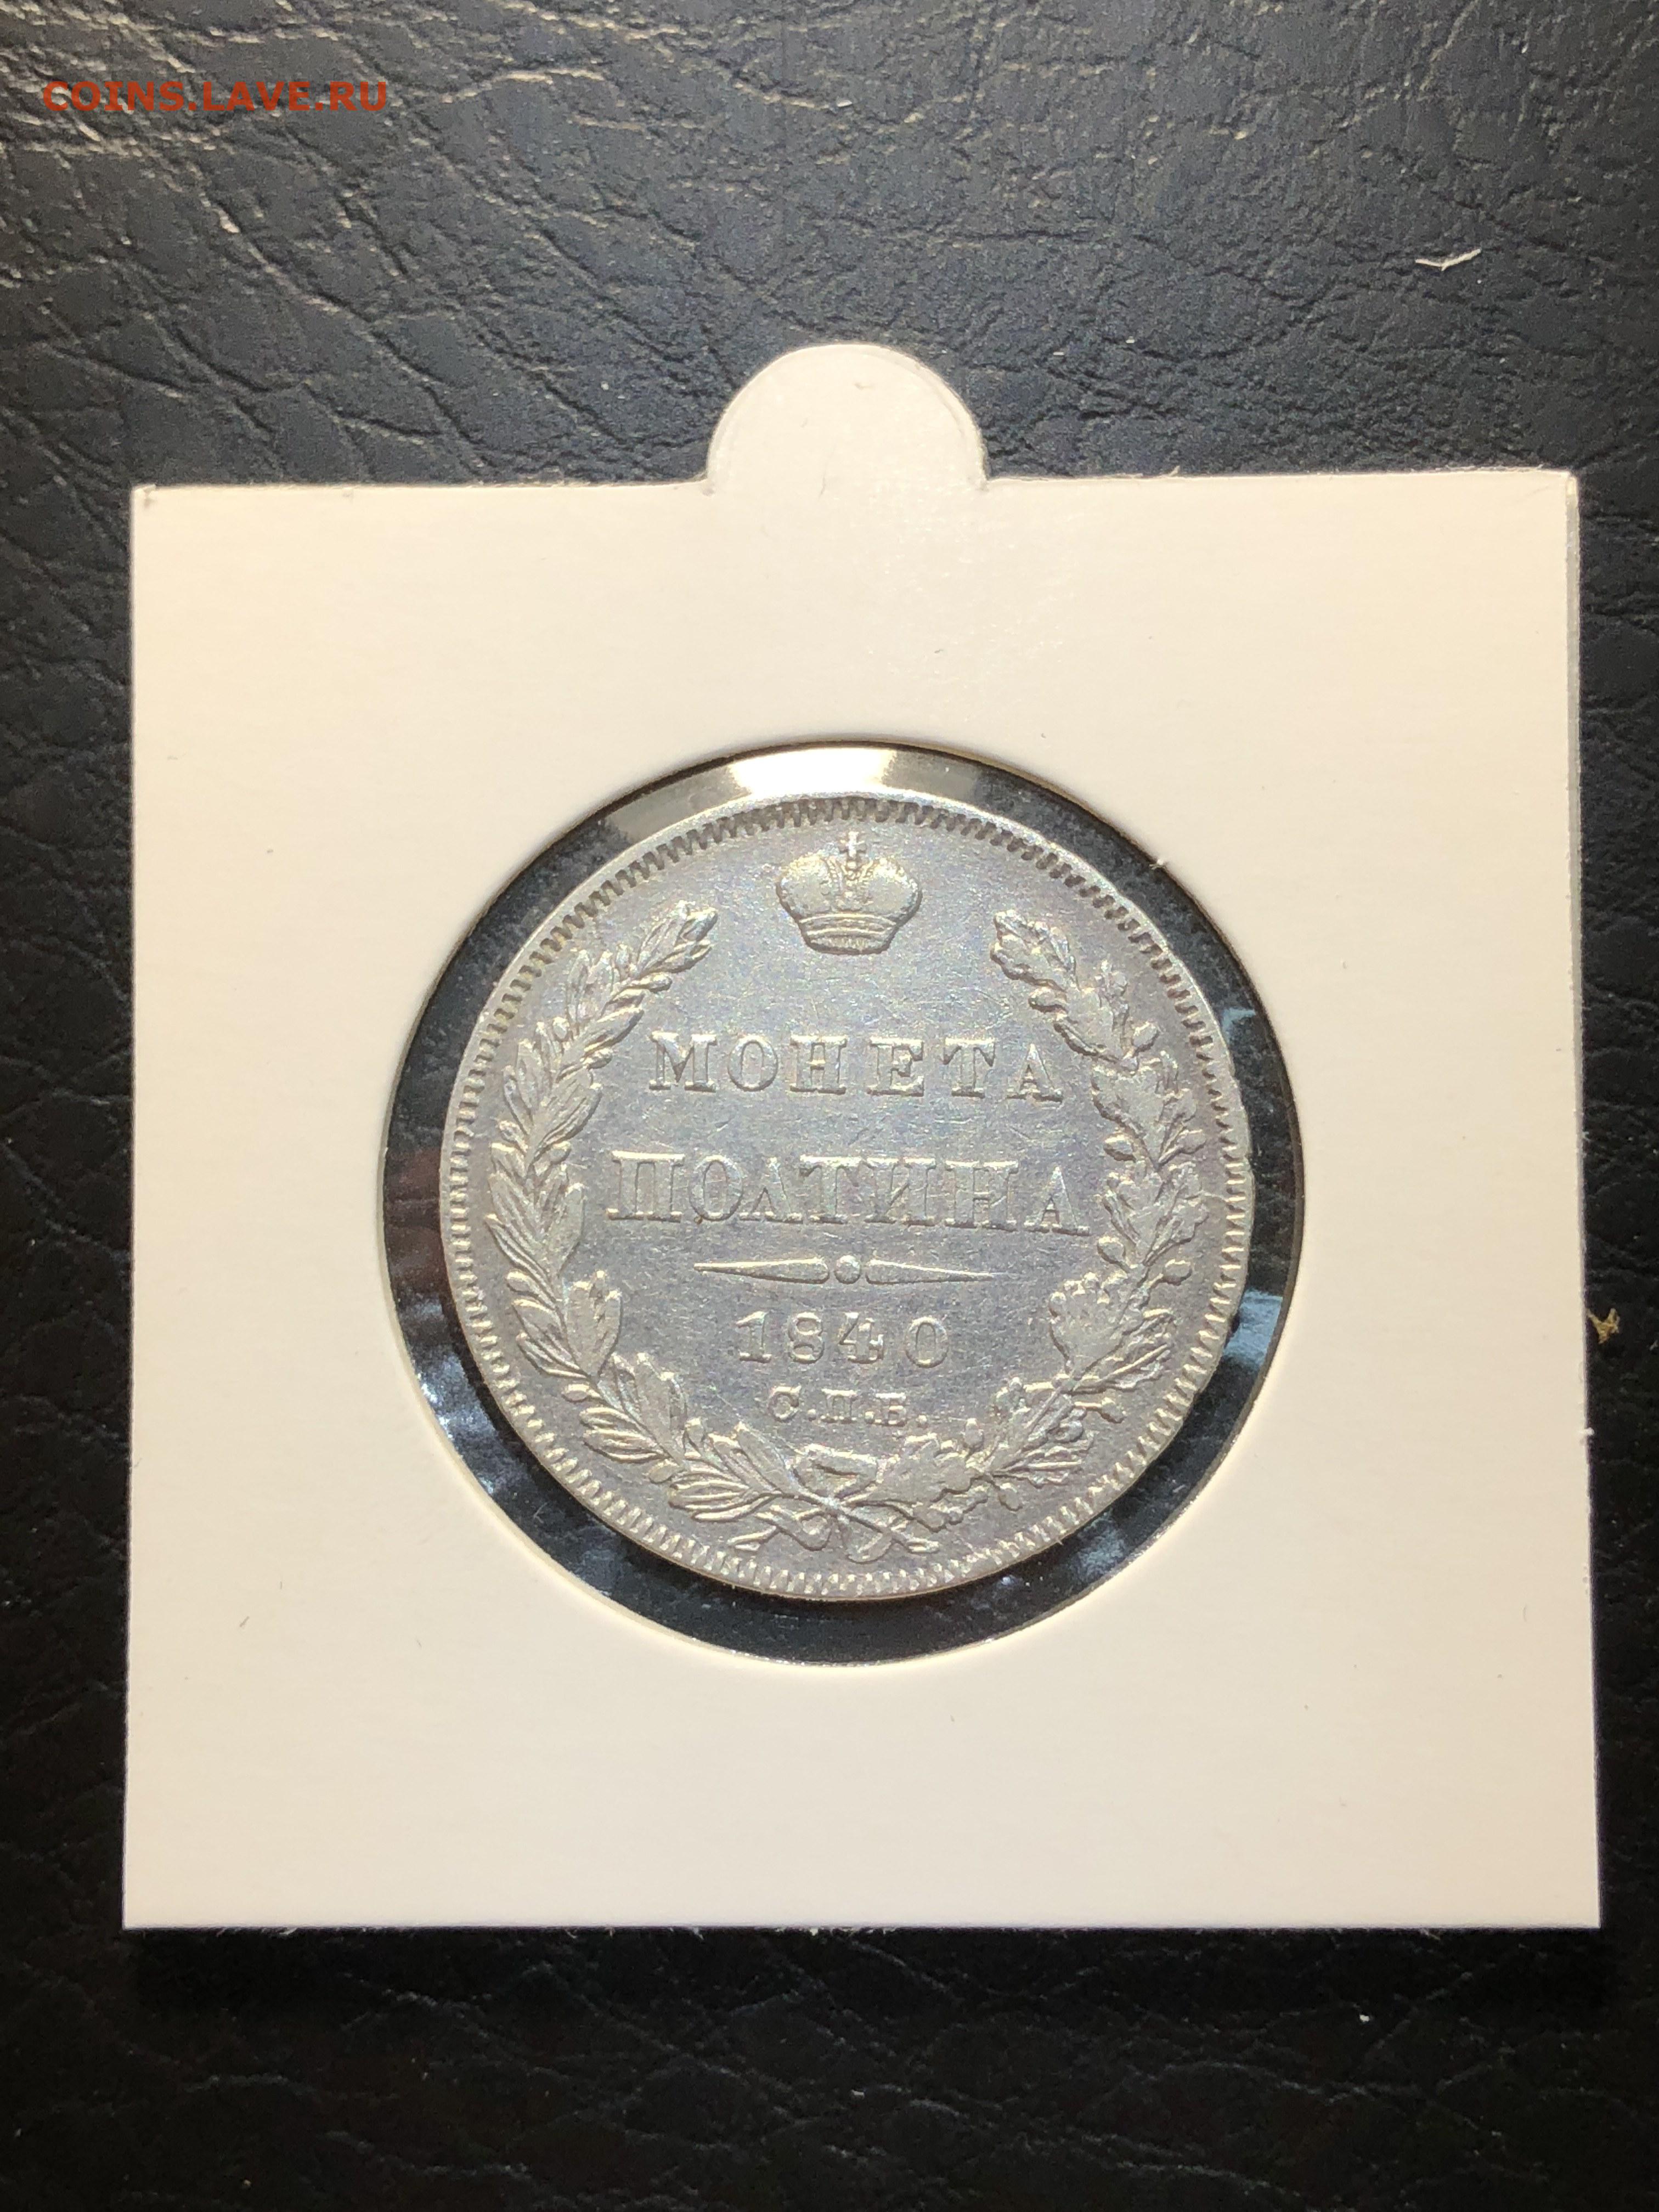 COINS.LAVE.RU
МОНЕТА
ПОЛТИНА
1840
С.П.Б.